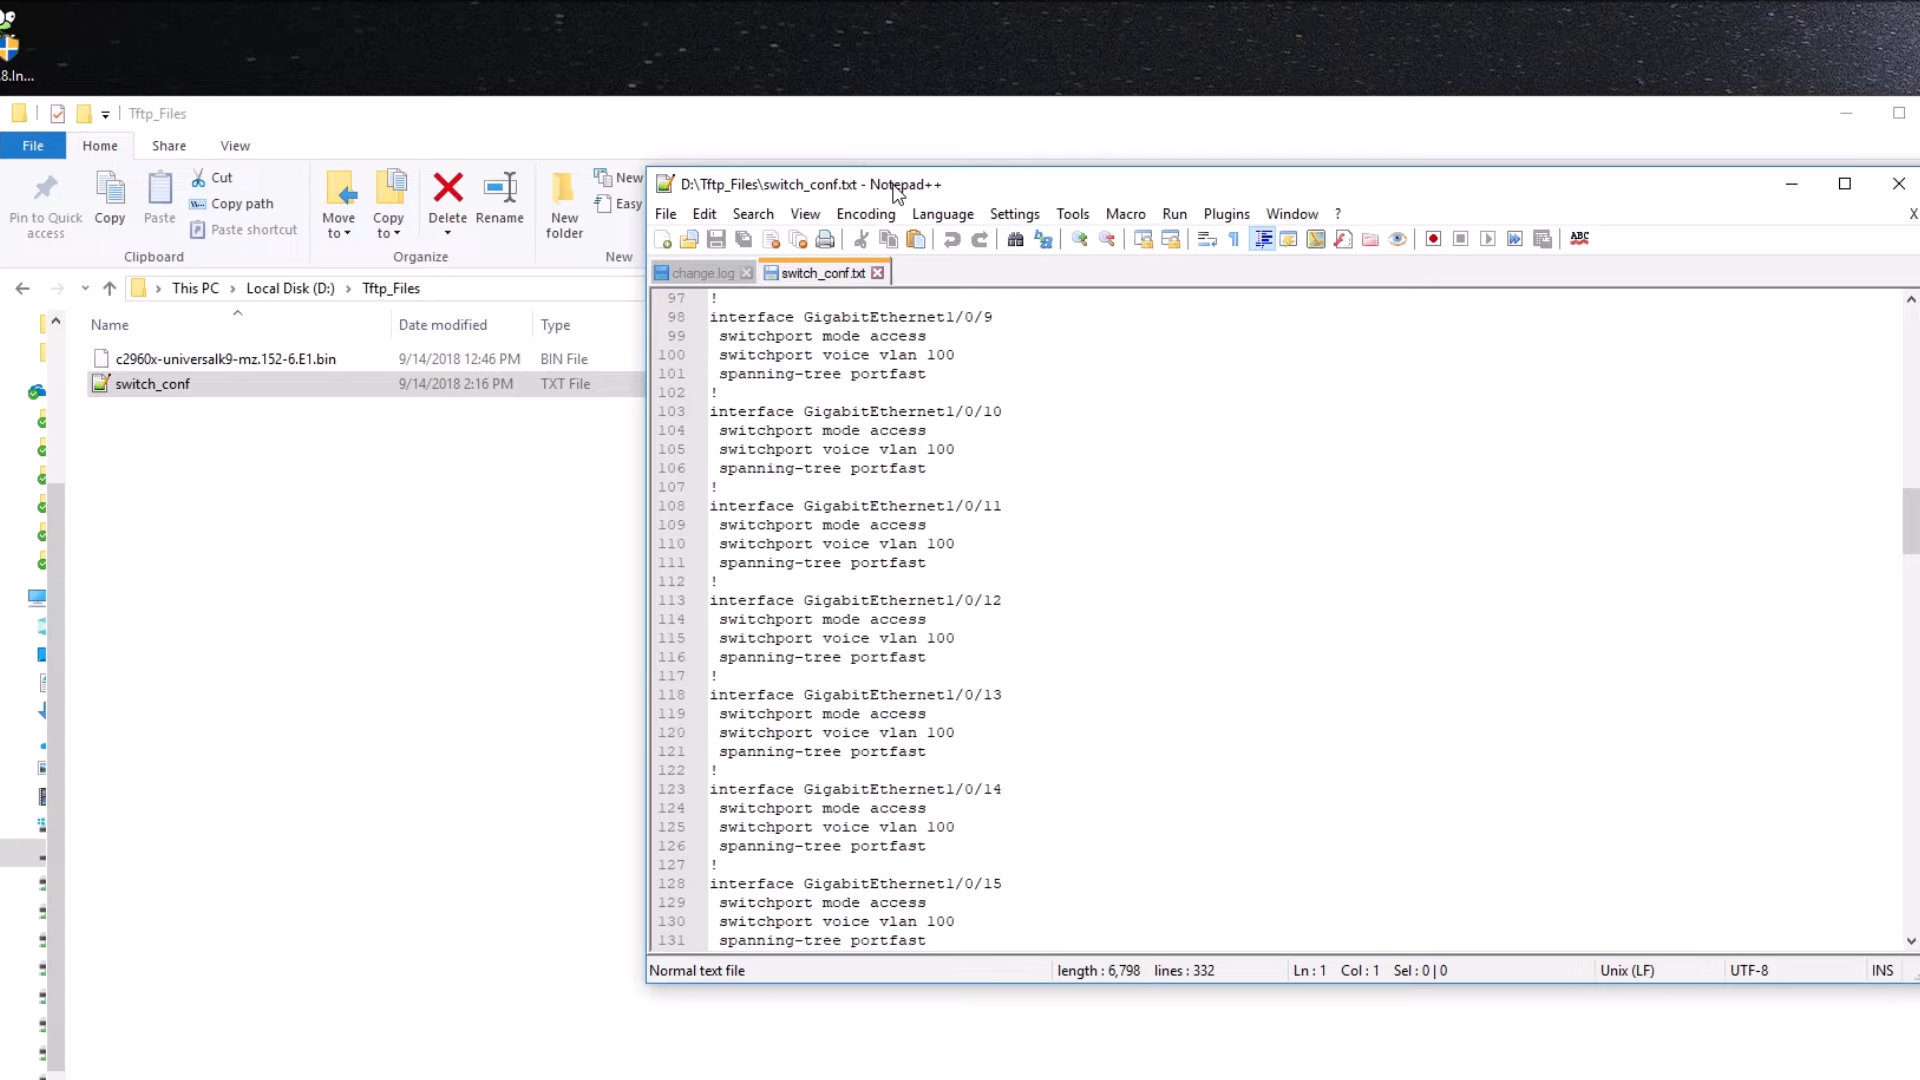 8.In...
Tftp_Files
File Home Share View
Pin to Quick access
Copy
Paste
Cut
Copy path
Paste shortcut
Clipboard
Move to
Copy to
Delete
Rename
Organize
New folder
New
Easy
New
This PC > Local Disk (D:) > Tftp_Files
Name Date modified Type
c2960x-universalk9-mz.152-6.E1.bin 9/14/2018 12:46 PM BIN File
switch_conf 9/14/2018 2:16 PM TXT File
D:\Tftp_Files\switch_conf.txt - Notepad++
File Edit Search View Encoding Language Settings Tools Macro Run Plugins Window ? X
ABC
change.log switch_conf.txt
97 !
98 interface GigabitEthernet1/0/9
99 switchport mode access
100 switchport voice vlan 100
101 spanning-tree portfast
102 !
103 interface GigabitEthernet1/0/10
104 switchport mode access
105 switchport voice vlan 100
106 spanning-tree portfast
107 !
108 interface GigabitEthernet1/0/11
109 switchport mode access
110 switchport voice vlan 100
111 spanning-tree portfast
112 !
113 interface GigabitEthernet1/0/12
114 switchport mode access
115 switchport voice vlan 100
116 spanning-tree portfast
117 !
118 interface GigabitEthernet1/0/13
119 switchport mode access
120 switchport voice vlan 100
121 spanning-tree portfast
122 !
123 interface GigabitEthernet1/0/14
124 switchport mode access
125 switchport voice vlan 100
126 spanning-tree portfast
127 !
128 interface GigabitEthernet1/0/15
129 switchport mode access
130 switchport voice vlan 100
131 spanning-tree portfast
Normal text file length : 6,798 lines : 332 Ln : 1 Col : 1 Sel : 0 | 0 Unix (LF) UTF-8 INS